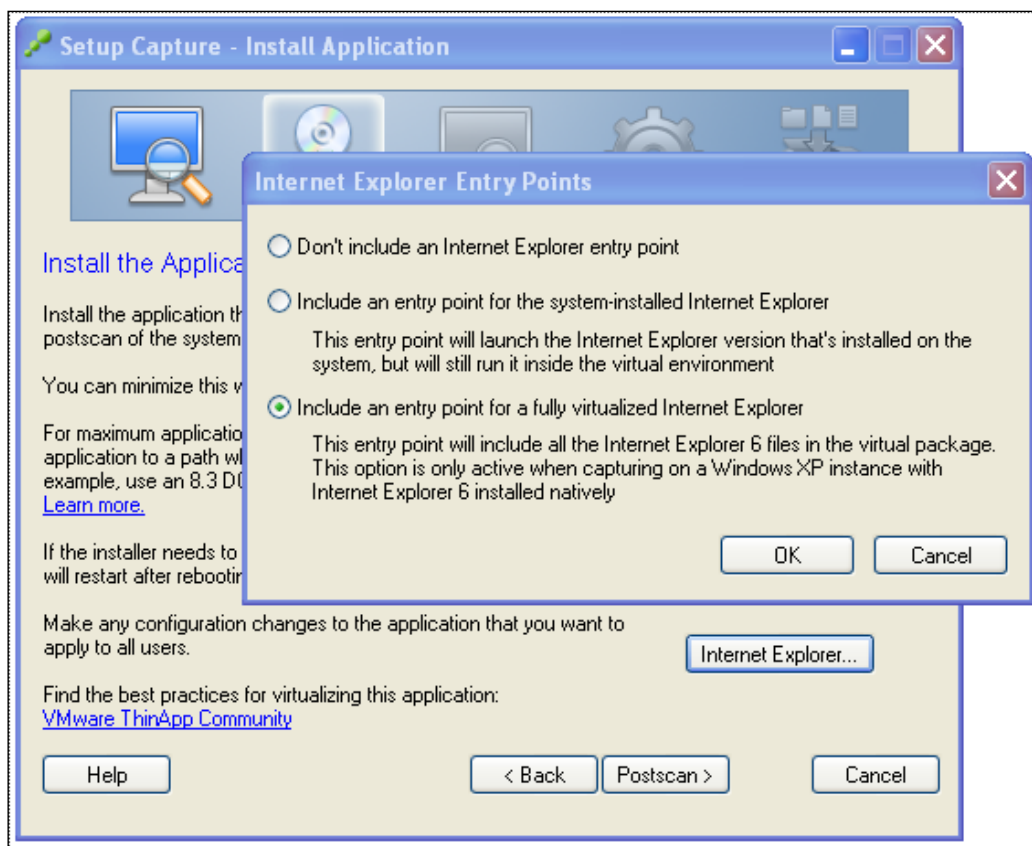 Setup Capture - Install Application
Internet Explorer Entry Points
Don't include an Internet Explorer entry point
Include an entry point for the system-installed Internet Explorer
This entry point will launch the Internet Explorer version that's installed on the
system, but will still run it inside the virtual environment
Include an entry point for a fully virtualized Internet Explorer
This entry point will include all the Internet Explorer 6 files in the virtual package.
This option is only active when capturing on a Windows XP instance with
Internet Explorer 6 installed natively
OK
Cancel
Install the Applica
Install the application th
postscan of the system
You can minimize this w
For maximum applicatio
application to a path wh
example, use an 8.3 DO
Learn more.
If the installer needs to
will restart after rebootin
Make any configuration changes to the application that you want to
apply to all users.
Internet Explorer...
Find the best practices for virtualizing this application:
VMware ThinApp Community
Help
< Back
Postscan >
Cancel